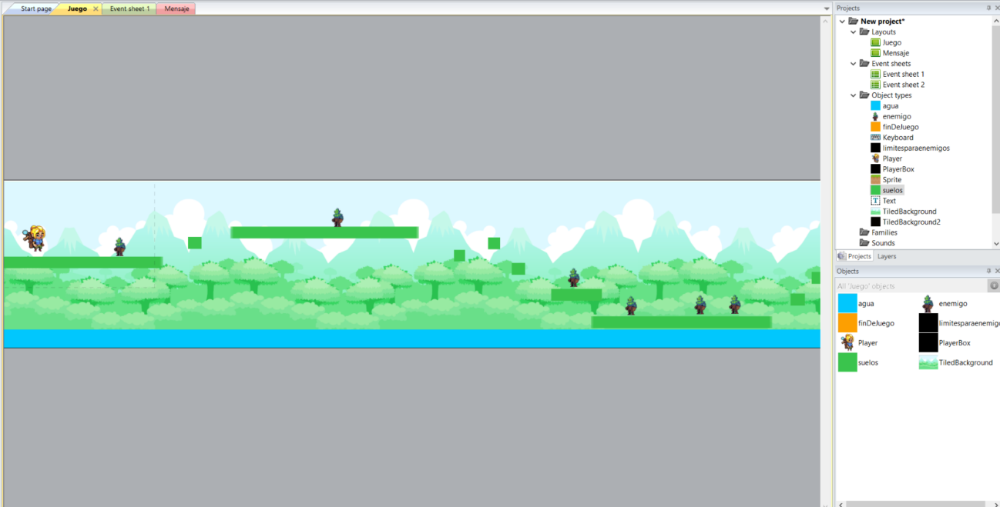 Start page
Juego
Event sheet 1
Mensaje
Projects
New project*
Layouts
Juego
Mensaje
Event sheets
Event sheet 1
Event sheet 2
Object types
agua
enemigo
finDeJuego
Keyboard
limitesparaenemigos
Player
PlayerBox
Sprite
suelos
T Text
TiledBackground
TiledBackground2
Families
Sounds
Projects Layers
Objects
All 'Juego' objects
agua enemigo
finDeJuego limitesparaenemigo
Player PlayerBox
suelos TiledBackground